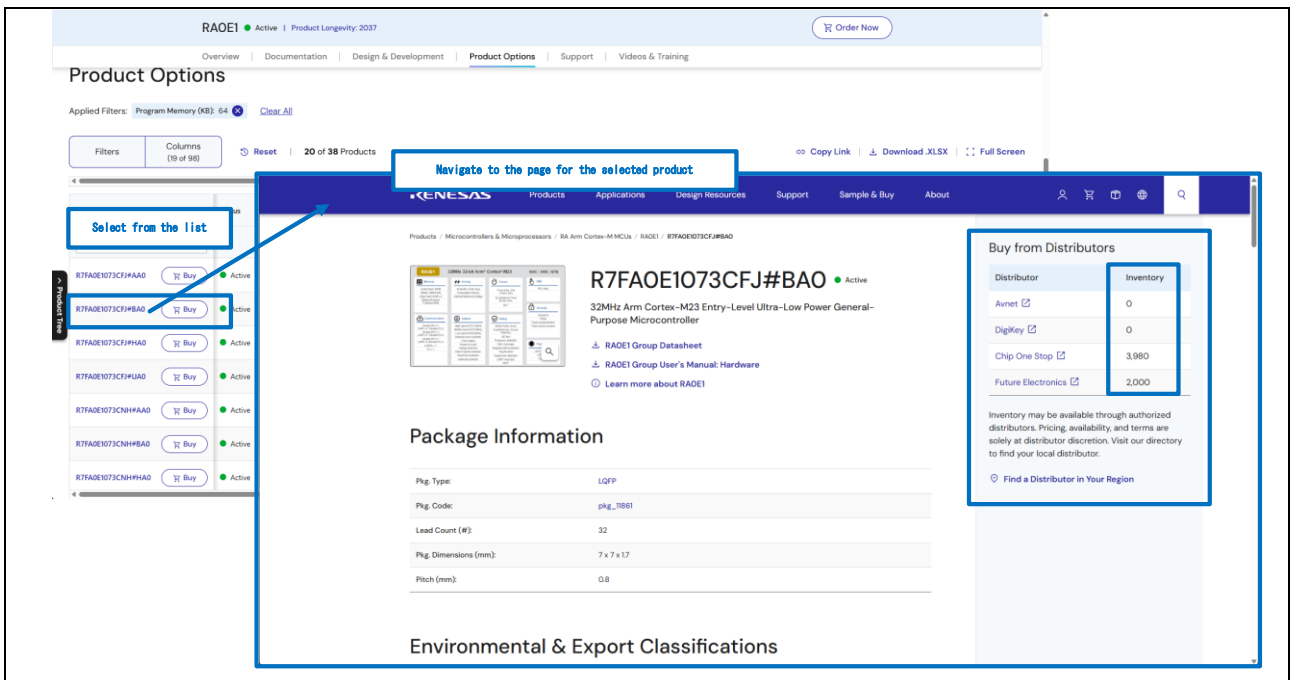 RA0E1 Active | Product Longevity: 2037
Order Now
Overview | Documentation | Design & Development | Product Options | Support | Videos & Training
Product Options
Applied Filters: Program Memory (KB): 64 Clear All
Filters
Columns
(19 of 98)
Reset | 20 of 38 Products
Copy Link | Download .XLSX | Full Screen
Navigate to the page for the selected product
Select from the list
us
Product Tree
R7FA0E1073CFJ#AA0 Buy Active
R7FA0E1073CFJ#BA0 Buy Active
R7FA0E1073CFJ#HA0 Buy Active
R7FA0E1073CFJ#UA0 Buy Active
R7FA0E1073CNH#AA0 Buy Active
R7FA0E1073CNH#BA0 Buy Active
R7FA0E1073CNH#HA0 Buy Active
RENESAS Products Applications Design Resources Support Sample & Buy About
Products / Microcontrollers & Microprocessors / RA Arm Cortex-M MCUs / RA0E1 / R7FA0E1073CFJ#BA0
RA0E1
R7FA0E1073CFJ#BA0 Active
32MHz Arm Cortex-M23 Entry-Level Ultra-Low Power General-
Purpose Microcontroller
RA0E1 Group Datasheet
RA0E1 Group User's Manual: Hardware
Learn more about RA0E1
Package Information
Pkg. Type: LQFP
Pkg. Code: pkg_11861
Lead Count (#): 32
Pkg. Dimensions (mm): 7 x 7 x 1.7
Pitch (mm): 0.8
Environmental & Export Classifications
Buy from Distributors
Distributor Inventory
Avnet 0
DigiKey 0
Chip One Stop 3,980
Future Electronics 2,000
Inventory may be available through authorized
distributors. Pricing, availability, and terms are
solely at distributor discretion. Visit our directory
to find your local distributor.
Find a Distributor in Your Region